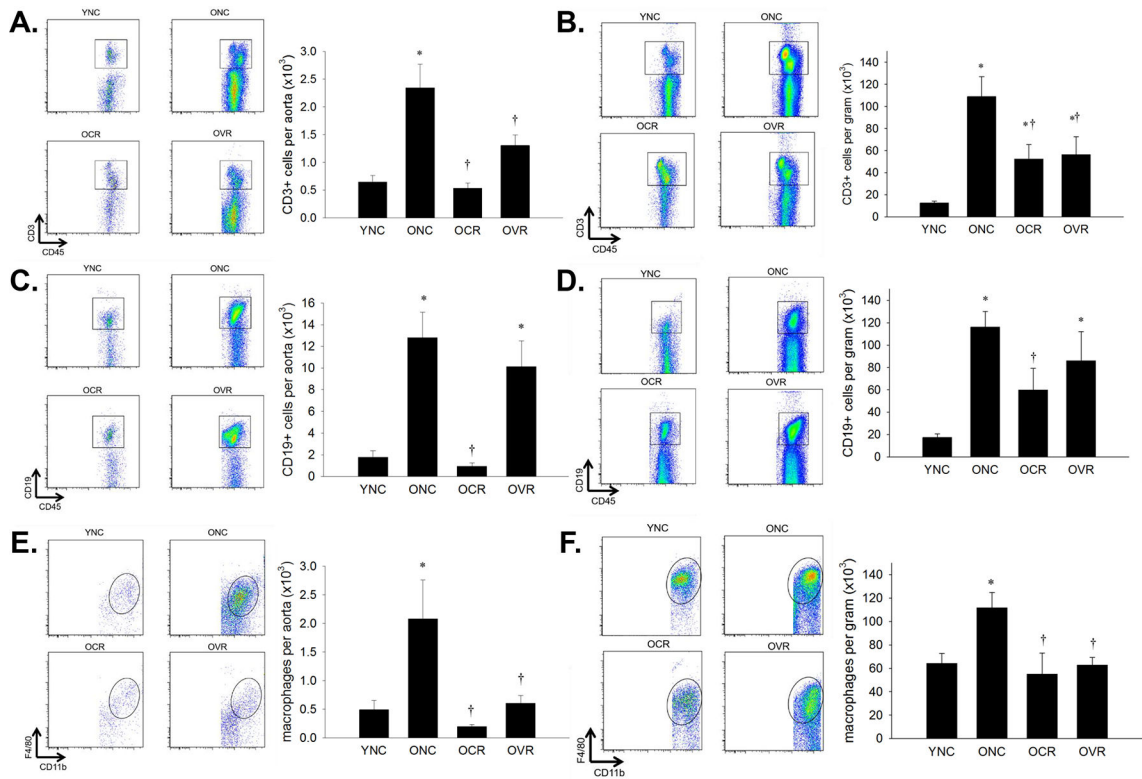 A.
YNC
ONC
OCR
OVR
CD3
CD45
CD3+ cells per aorta (x10³)
3.0
2.5
2.0
1.5
1.0
0.5
0.0
*
†
†
YNC ONC OCR OVR
B.
YNC
ONC
OCR
OVR
CD3
CD45
CD3+ cells per gram (x10³)
140
120
100
80
60
40
20
0
*
*†
*†
YNC ONC OCR OVR
C.
YNC
ONC
OCR
OVR
CD19
CD45
CD19+ cells per aorta (x10³)
16
14
12
10
8
6
4
2
0
*
†
*
YNC ONC OCR OVR
D.
YNC
ONC
OCR
OVR
CD19
CD45
CD19+ cells per gram (x10³)
140
120
100
80
60
40
20
0
*
†
*
YNC ONC OCR OVR
E.
YNC
ONC
OCR
OVR
F4/80
CD11b
macrophages per aorta (x10³)
3.0
2.5
2.0
1.5
1.0
0.5
0.0
*
†
†
YNC ONC OCR OVR
F.
YNC
ONC
OCR
OVR
F4/80
CD11b
macrophages per gram (x10³)
140
120
100
80
60
40
20
0
*
†
†
YNC ONC OCR OVR